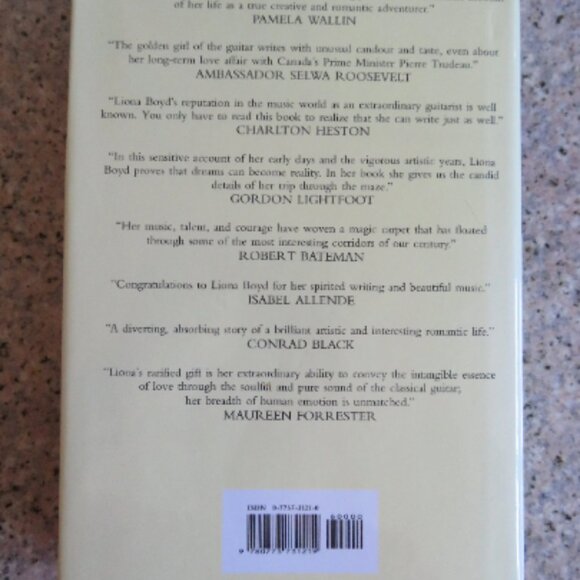 of her life as a true creative and romantic adventurer."
PAMELA WALLIN
"The golden girl of the guitar writes with unusual candour and taste, even about
her long-term love affair with Canada's Prime Minister Pierre Trudeau."
AMBASSADOR SELWA ROOSEVELT
"Liona Boyd's reputation in the music world as an extraordinary guitarist is well
known. You only have to read this book to realize that she can write just as well."
CHARLTON HESTON
"In this sensitive account of her early days and the vigorous artistic years, Liona
Boyd proves that dreams can become reality. In her book she gives us the candid
details of her trip through the maze."
GORDON LIGHTFOOT
"Her music, talent, and courage have woven a magic carpet that has floated
through some of the most interesting corridors of our century."
ROBERT BATEMAN
"Congratulations to Liona Boyd for her spirited writing and beautiful music."
ISABEL ALLENDE
"A diverting, absorbing story of a brilliant artistic and interesting romantic life."
CONRAD BLACK
"Liona's rarified gift is her extraordinary ability to convey the intangible essence
of love through the soulful and pure sound of the classical guitar;
her breadth of human emotion is unmatched."
MAUREEN FORRESTER
ISBN 0-7737-3121-0
60000
9 780773 731219